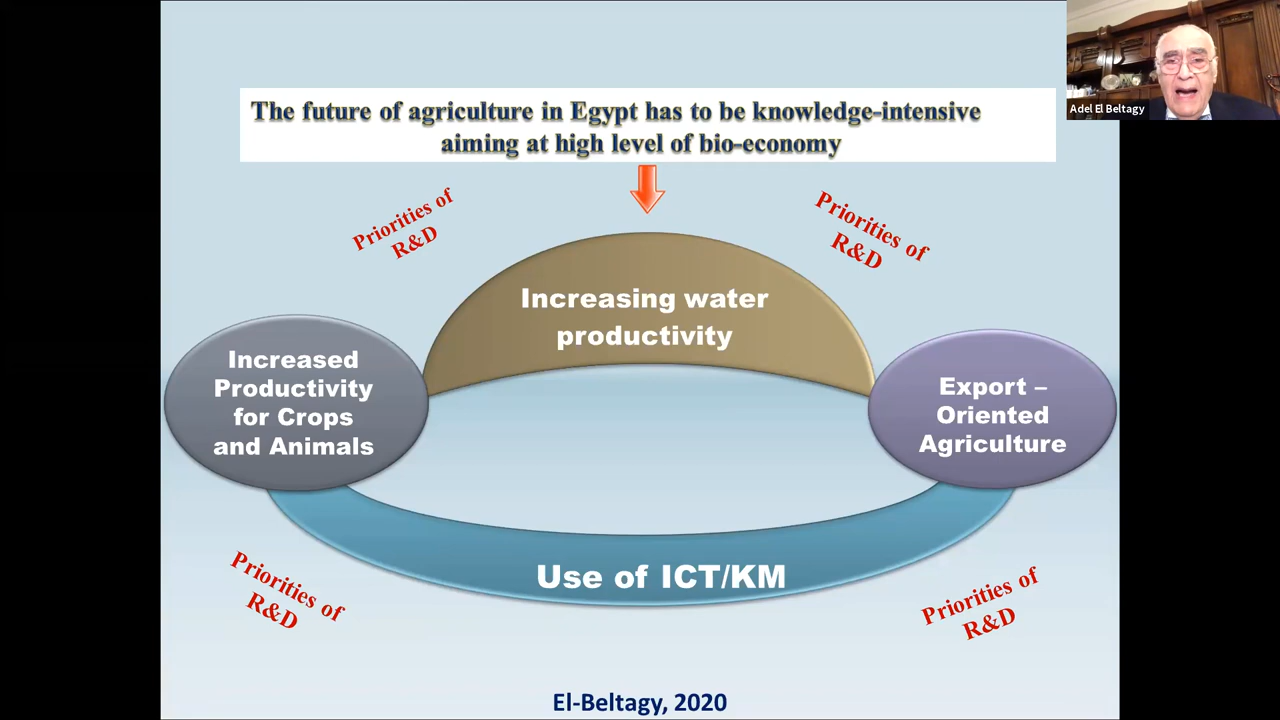 Adel El Beltagy
The future of agriculture in Egypt has to be knowledge-intensive
aiming at high level of bio-economy
Priorities of
R&D
Priorities of
R&D
Increasing water
productivity
Increased
Productivity
for Crops
and Animals
Export –
Oriented
Agriculture
Use of ICT/KM
Priorities of
R&D
Priorities of
R&D
El-Beltagy, 2020